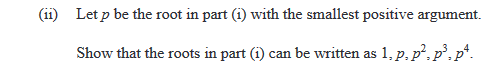 (ii) Let p be the root in part (i) with the smallest positive argument.
Show that the roots in part (i) can be written as 1, p, p², p³, p⁴.